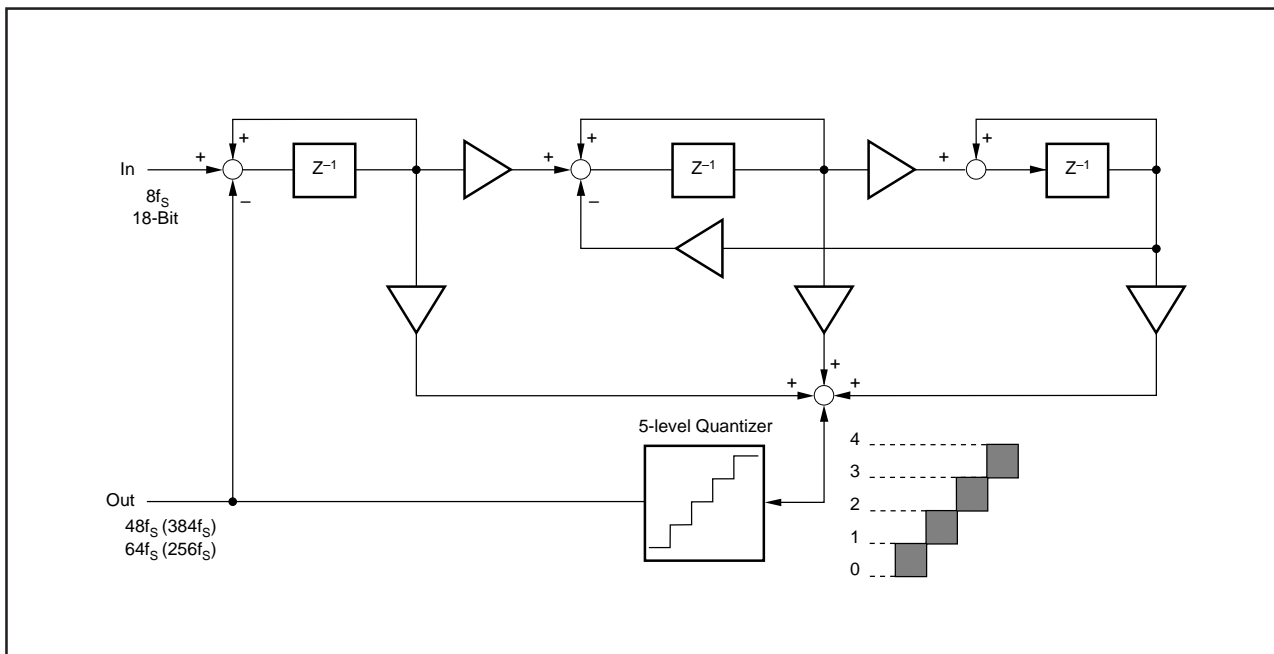 + + + +
In + Z⁻¹ + Z⁻¹ + Z⁻¹
8fS
18-Bit
– –
+
+ +
5-level Quantizer
4
3
2
1
0
Out
48fS (384fS)
64fS (256fS)